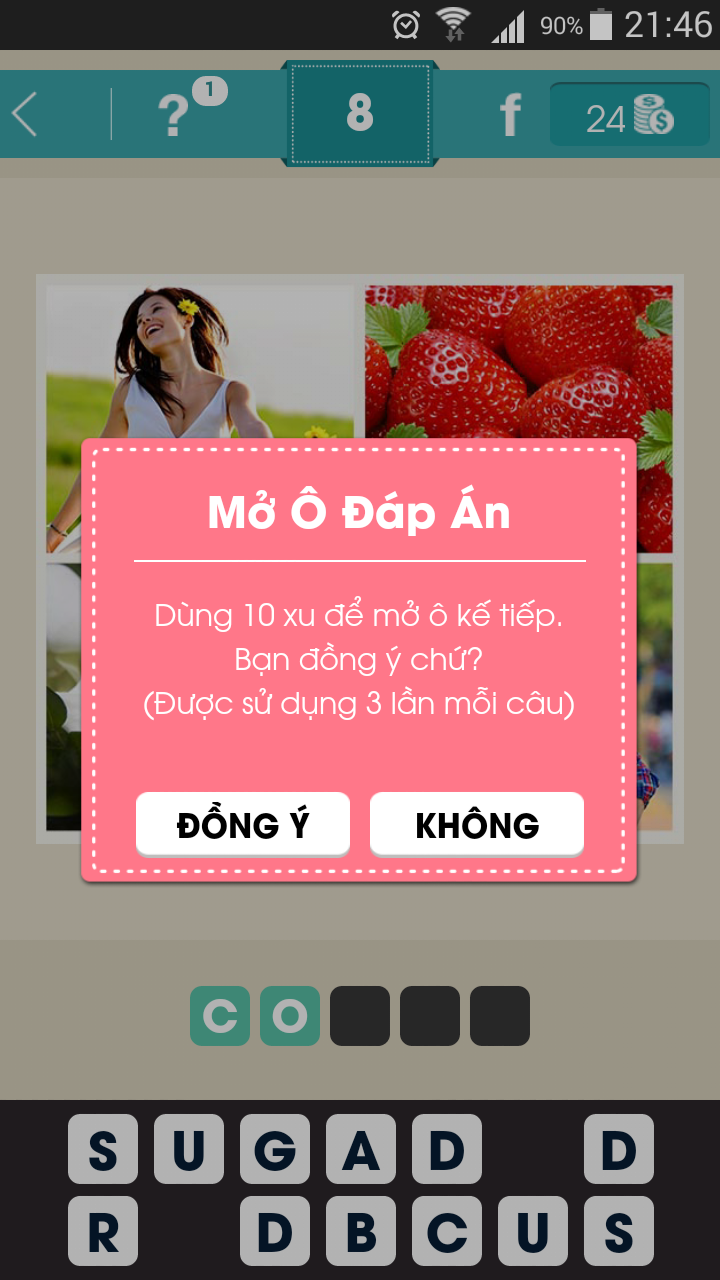 90% 21:46
? 1 8 f 24
Mở Ô Đáp Án
Dùng 10 xu để mở ô kế tiếp.
Bạn đồng ý chứ?
(Được sử dụng 3 lần mỗi câu)
ĐỒNG Ý KHÔNG
C O
S U G A D D
R D B C U S